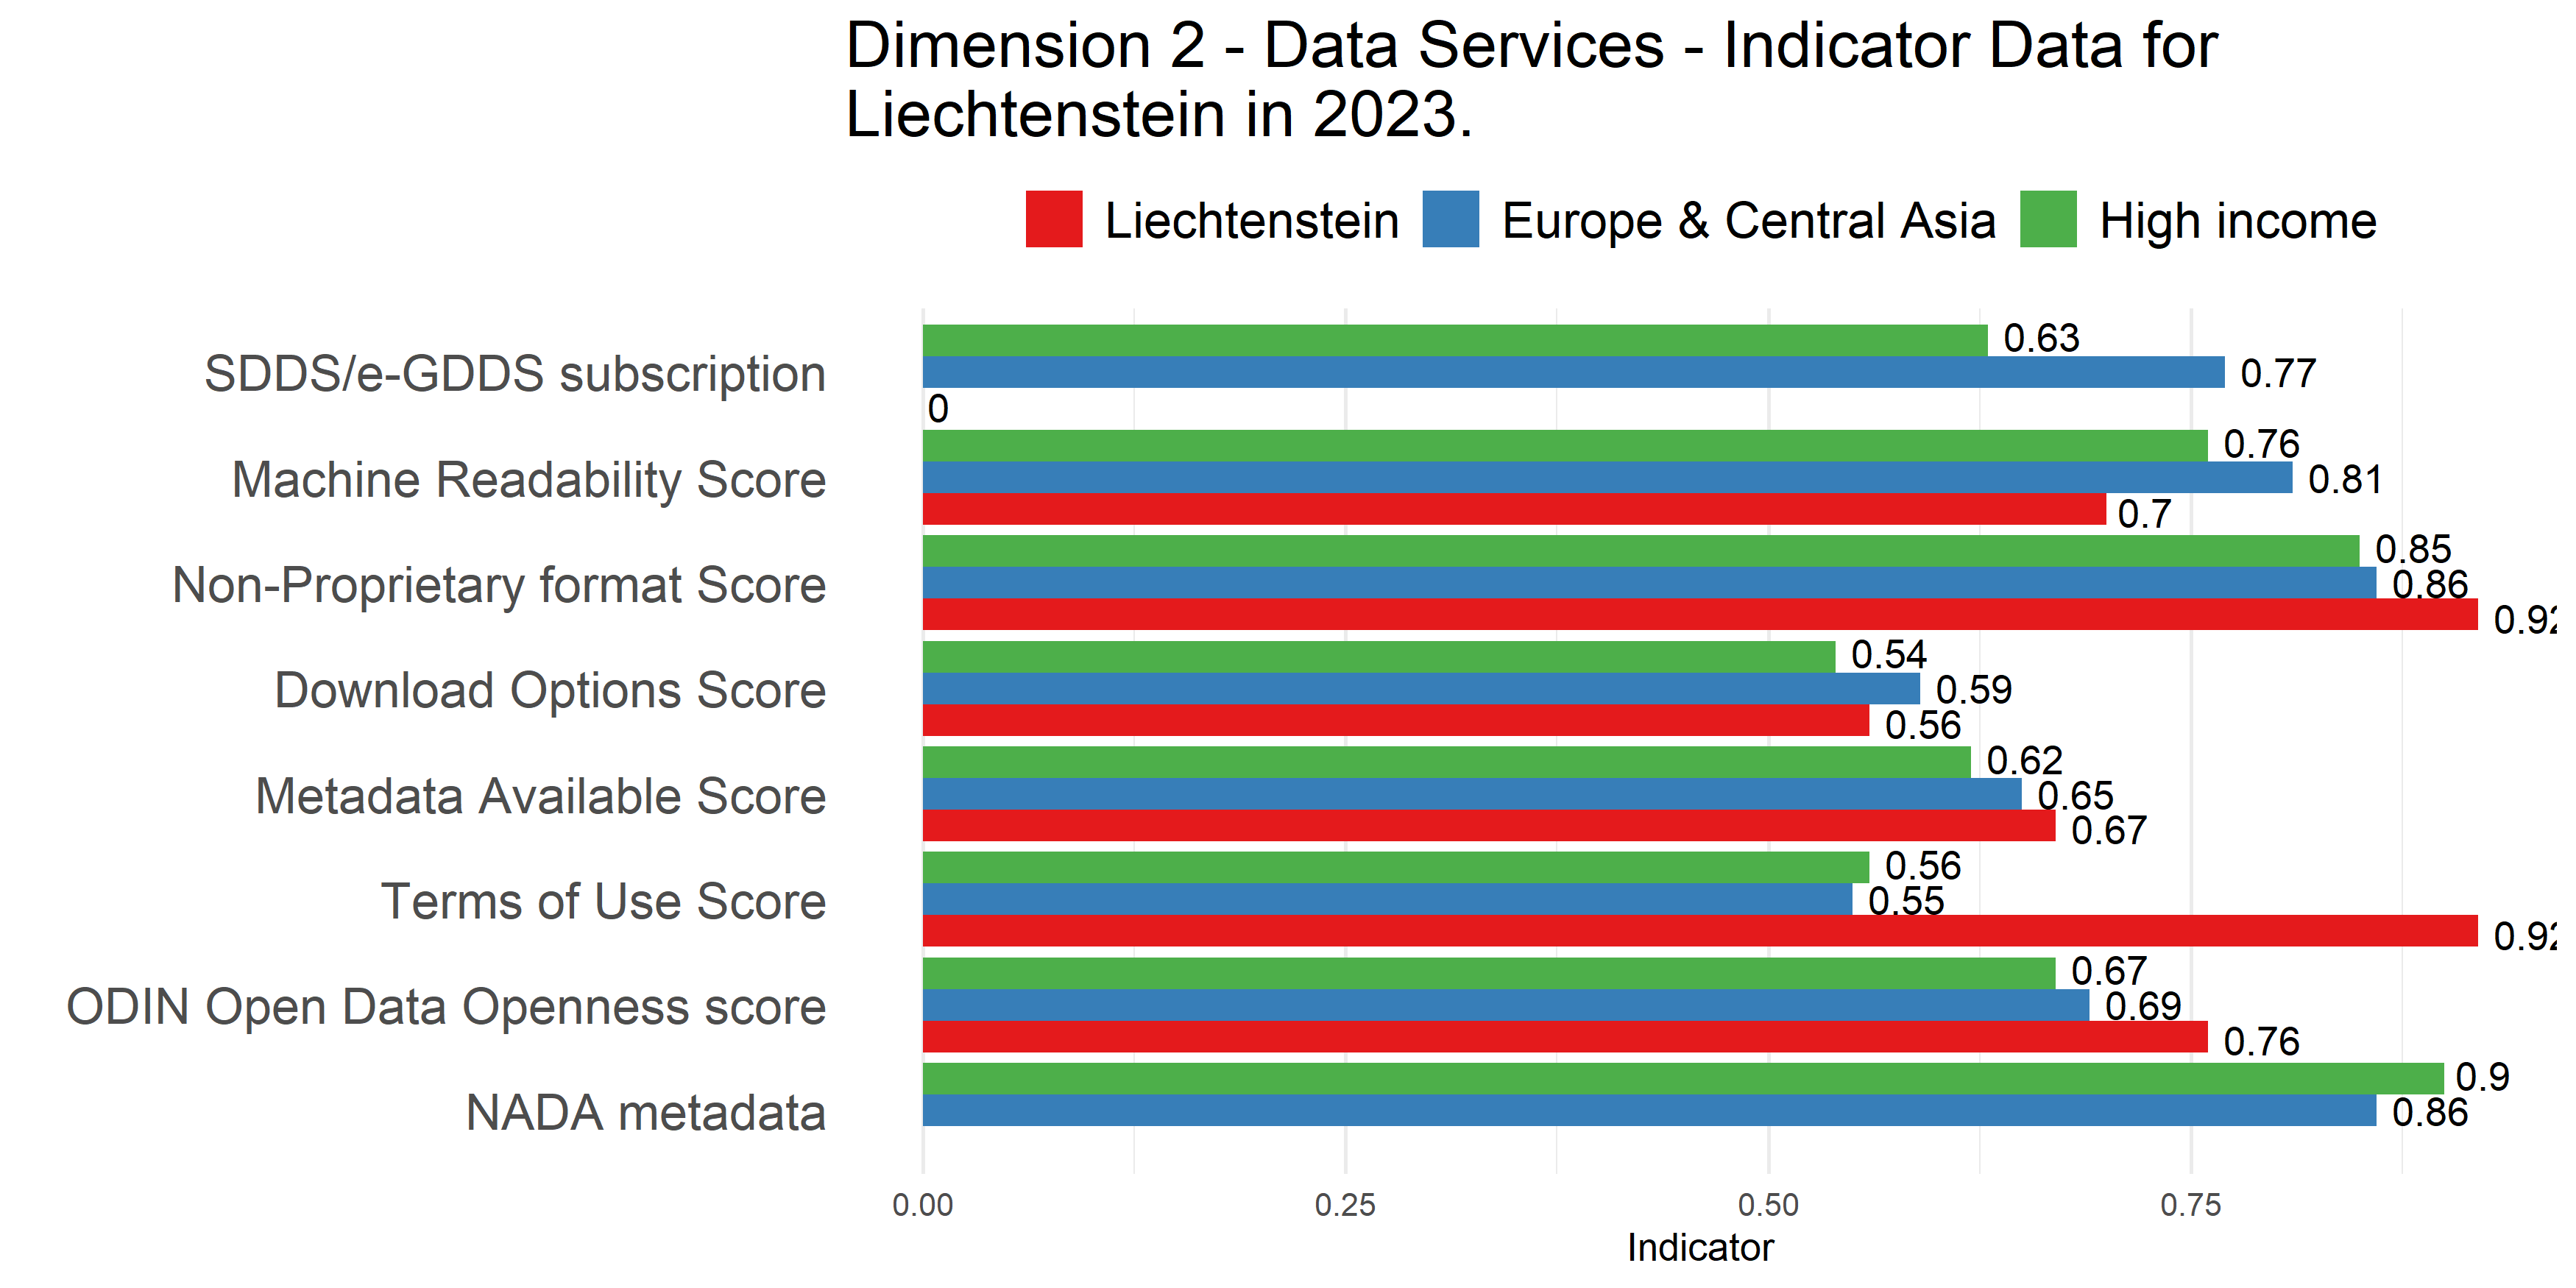 Dimension 2 - Data Services - Indicator Data for
Liechtenstein in 2023.
Liechtenstein Europe & Central Asia High income
SDDS/e-GDDS subscription
0.63
0.77
0
Machine Readability Score
0.76
0.81
0.7
Non-Proprietary format Score
0.85
0.86
0.92
Download Options Score
0.54
0.59
0.56
Metadata Available Score
0.62
0.65
0.67
Terms of Use Score
0.56
0.55
0.92
ODIN Open Data Openness score
0.67
0.69
0.76
NADA metadata
0.9
0.86
0.00 0.25 0.50 0.75
Indicator